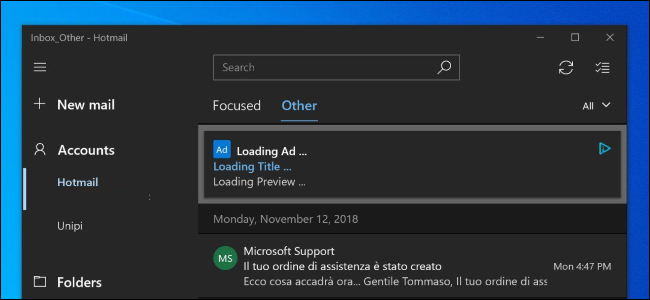 Inbox_Other - Hotmail
Search
New mail
Focused Other All
Accounts
Ad Loading Ad ...
Loading Title ...
Loading Preview ...
Hotmail
Unipi
Monday, November 12, 2018
MS Microsoft Support
Il tuo ordine di assistenza è stato creato Mon 4:47 PM
Ecco cosa accadrà ora... Gentile Tommaso, Il tuo ordine di ass
Folders